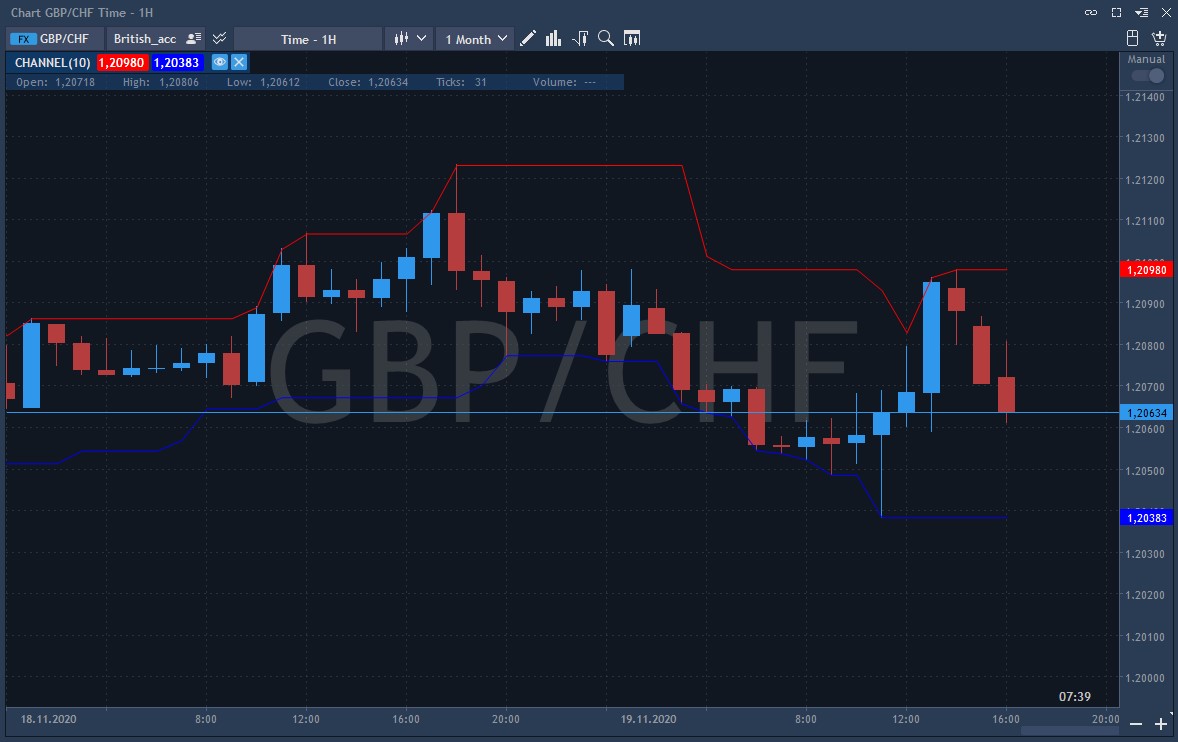 Chart GBP/CHF Time - 1H
FX GBP/CHF British_acc Time - 1H 1 Month
CHANNEL(10) 1,20980 1,20383
Manual
Open: 1,20718 High: 1,20806 Low: 1,20612 Close: 1,20634 Ticks: 31 Volume: ---
1,21400
1,21300
1,21200
1,21100
1,20980
1,20900
GBP/CHF
1,20800
1,20700
1,20634
1,20600
1,20500
1,20383
1,20300
1,20200
1,20100
1,20000
07:39
18.11.2020 8:00 12:00 16:00 20:00 19.11.2020 8:00 12:00 16:00 20:00